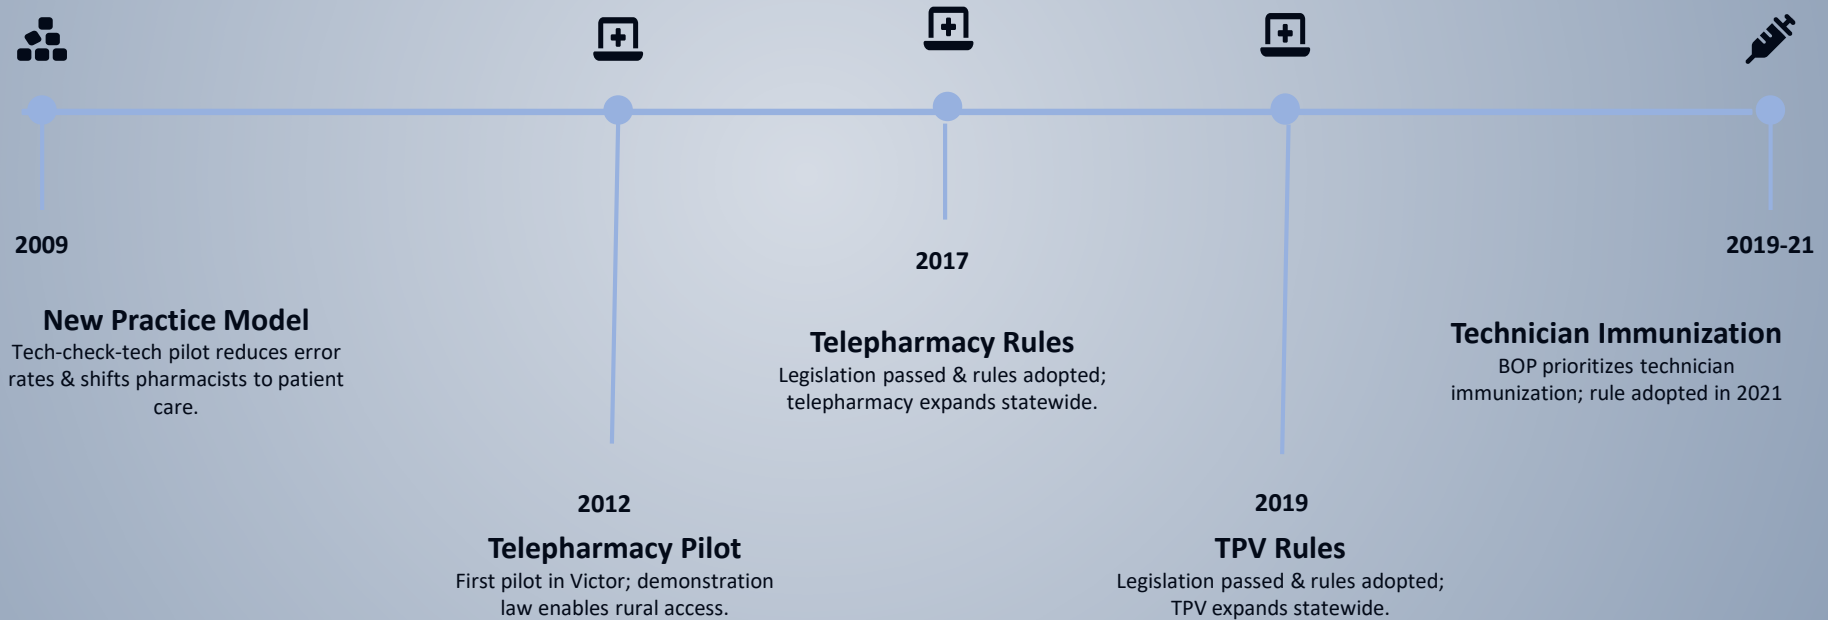 2009
New Practice Model
Tech-check-tech pilot reduces error
rates & shifts pharmacists to patient
care.
2012
Telepharmacy Pilot
First pilot in Victor; demonstration
law enables rural access.
2017
Telepharmacy Rules
Legislation passed & rules adopted;
telepharmacy expands statewide.
2019
TPV Rules
Legislation passed & rules adopted;
TPV expands statewide.
2019-21
Technician Immunization
BOP prioritizes technician
immunization; rule adopted in 2021